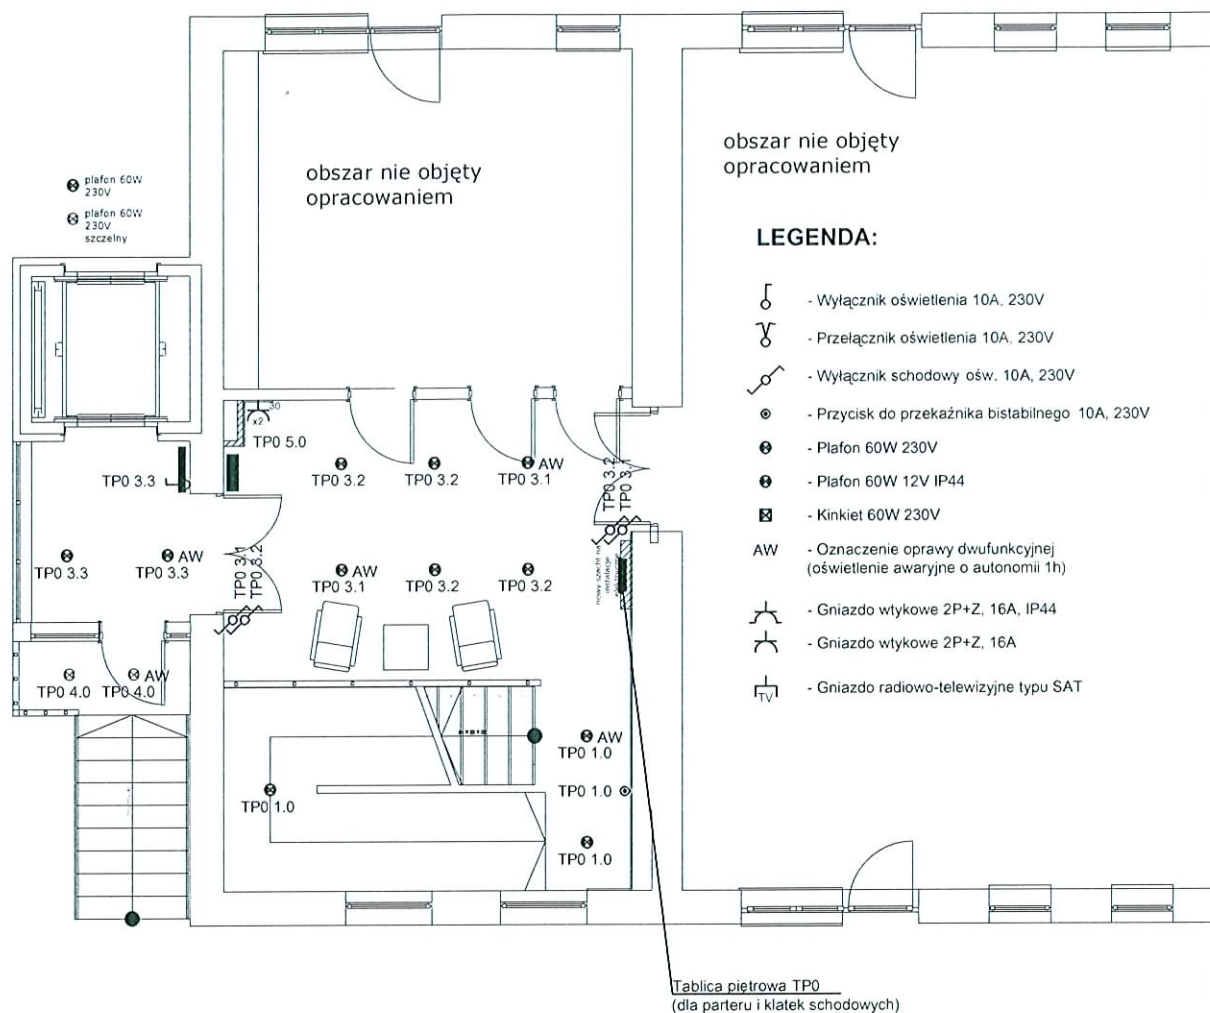 obszar nie objęty
opracowaniem
obszar nie objęty
opracowaniem
plafon 60W
230V
plafon 60W
230V
szczelny
LEGENDA:
- Wyłącznik oświetlenia 10A, 230V
- Przełącznik oświetlenia 10A, 230V
- Wyłącznik schodowy ośw. 10A, 230V
- Przycisk do przekaźnika bistabilnego 10A, 230V
- Plafon 60W 230V
- Plafon 60W 12V IP44
- Kinkiet 60W 230V
AW - Oznaczenie oprawy dwufunkcyjnej
(oświetlenie awaryjne o autonomii 1h)
- Gniazdo wtykowe 2P+Z, 16A, IP44
- Gniazdo wtykowe 2P+Z, 16A
TV - Gniazdo radiowo-telewizyjne typu SAT
30
x2
TP0 5.0
TP0 3.3
TP0 3.2
TP0 3.2
AW
TP0 3.1
TP0 3.2
TP0 3.1
TP0 3.3
AW
TP0 3.3
TP0 3.1
TP0 3.2
AW
TP0 3.1
TP0 3.2
TP0 3.2
nowy szacht na
instalacje
TP0 4.0
AW
TP0 4.0
AW
TP0 1.0
TP0 1.0
TP0 1.0
TP0 1.0
Tablica piętrowa TP0
(dla parteru i klatek schodowych)